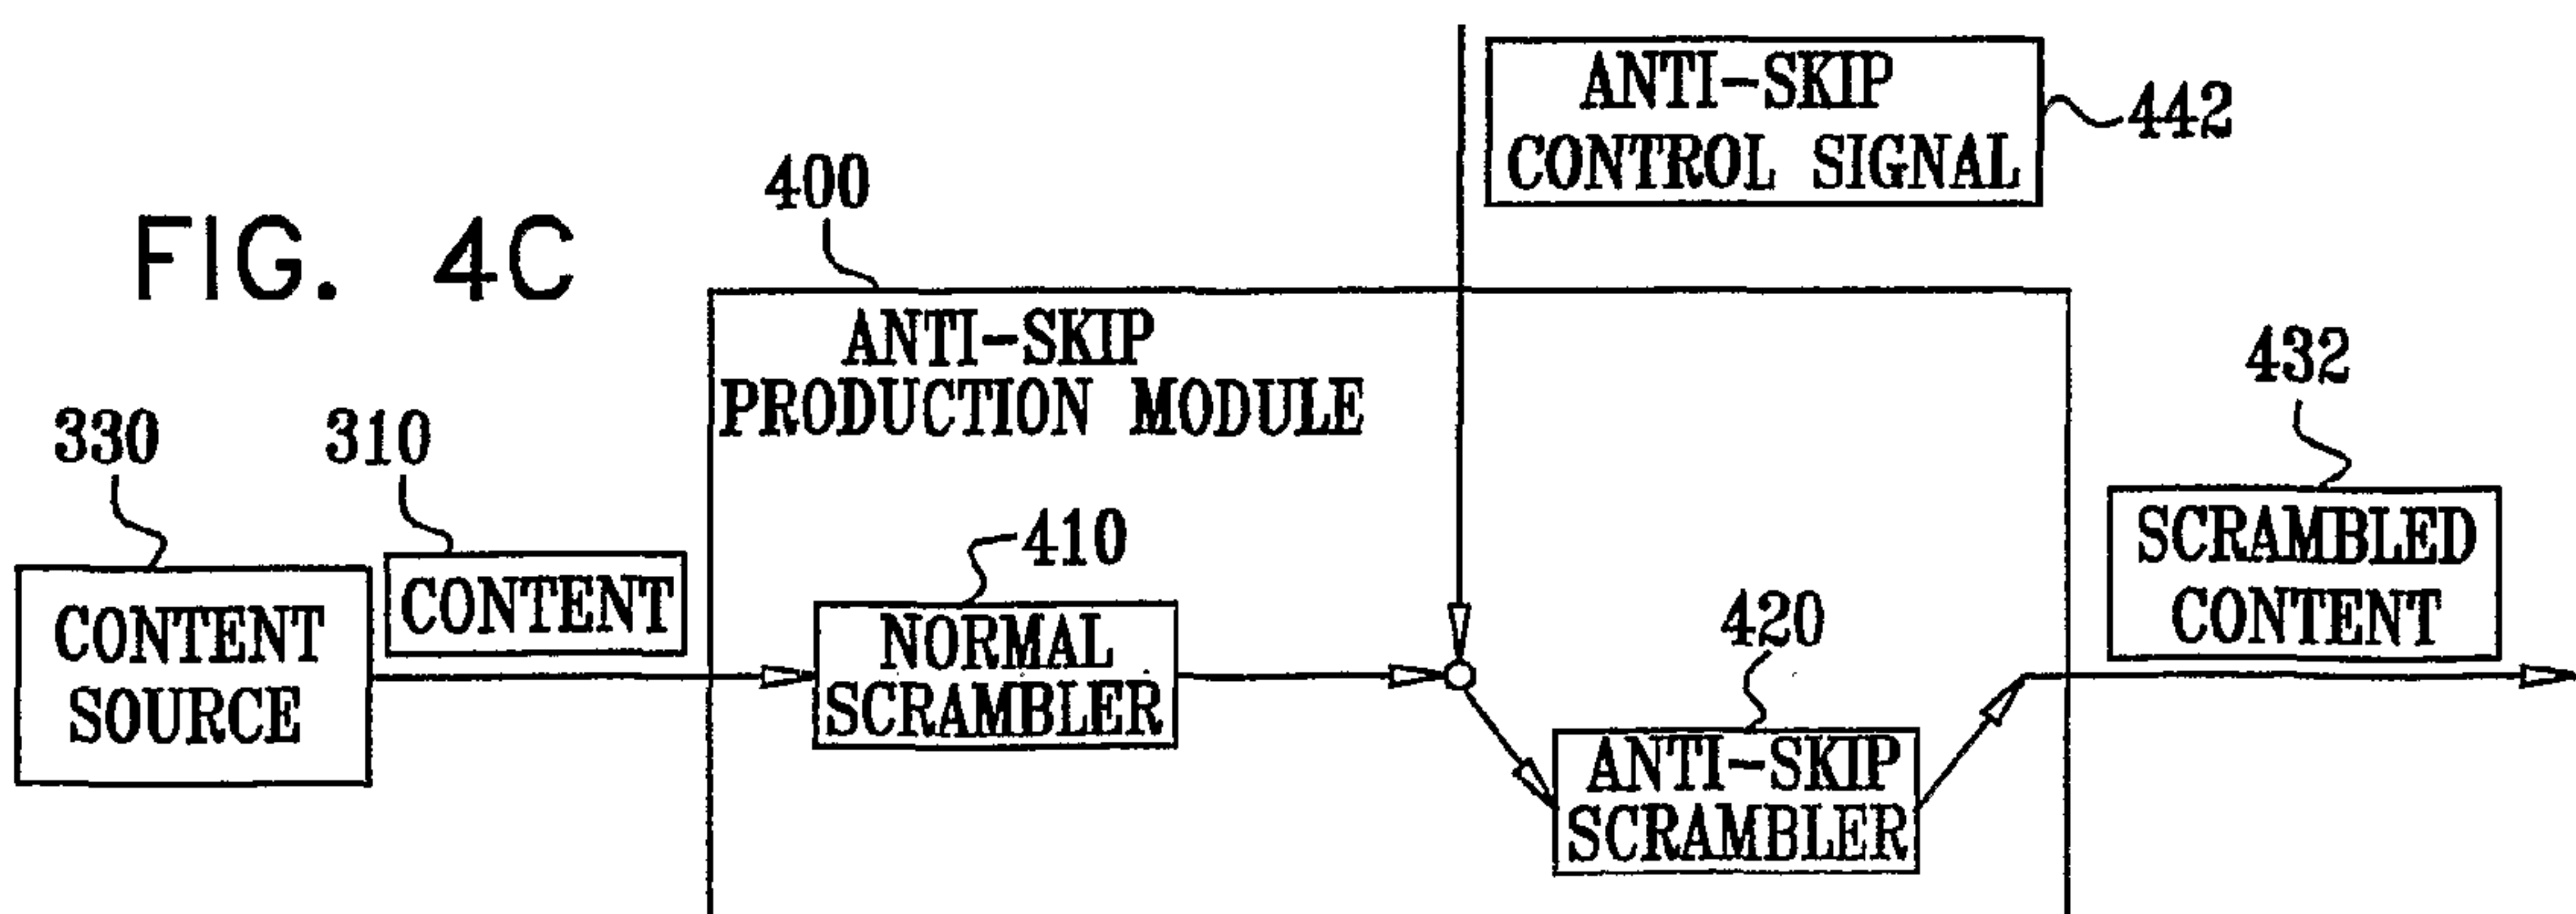 FIG. 4C
ANTI-SKIP
CONTROL SIGNAL
442
400
ANTI-SKIP
PRODUCTION MODULE
432
SCRAMBLED
CONTENT
330
310
CONTENT
CONTENT
SOURCE
410
NORMAL
SCRAMBLER
420
ANTI-SKIP
SCRAMBLER